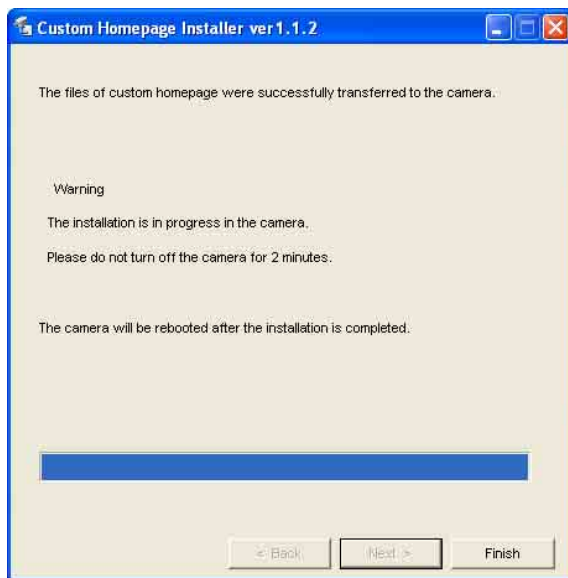 Custom Homepage Installer ver1.1.2
The files of custom homepage were successfully transferred to the camera.
Warning
The installation is in progress in the camera.
Please do not turn off the camera for 2 minutes.
The camera will be rebooted after the installation is completed.
< Back Next > Finish